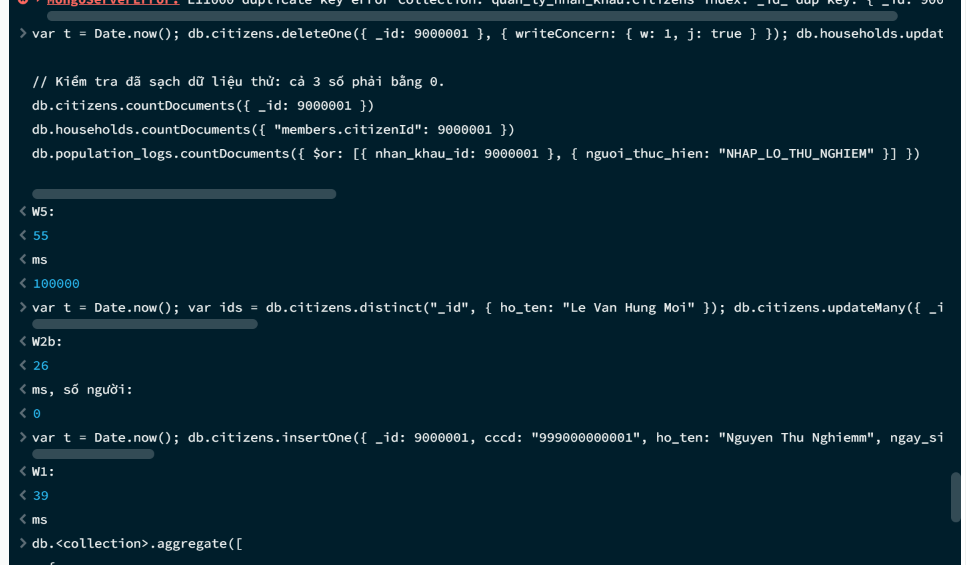 MongoServerError: E11000 duplicate key error collection: quan_ly_nhan_khau.citizens index: _id_ dup key: { _id: 900
> var t = Date.now(); db.citizens.deleteOne({ _id: 9000001 }, { writeConcern: { w: 1, j: true } }); db.households.updat
// Kiểm tra đã sạch dữ liệu thử: cả 3 số phải bằng 0.
db.citizens.countDocuments({ _id: 9000001 })
db.households.countDocuments({ "members.citizenId": 9000001 })
db.population_logs.countDocuments({ $or: [{ nhan_khau_id: 9000001 }, { nguoi_thuc_hien: "NHAP_LO_THU_NGHIEM" }] })
< W5:
< 55
< ms
< 100000
> var t = Date.now(); var ids = db.citizens.distinct("_id", { ho_ten: "Le Van Hung Moi" }); db.citizens.updateMany({ _i
< W2b:
< 26
< ms, số người:
< 0
> var t = Date.now(); db.citizens.insertOne({ _id: 9000001, cccd: "999000000001", ho_ten: "Nguyen Thu Nghiemm", ngay_si
< W1:
< 39
< ms
> db.<collection>.aggregate([